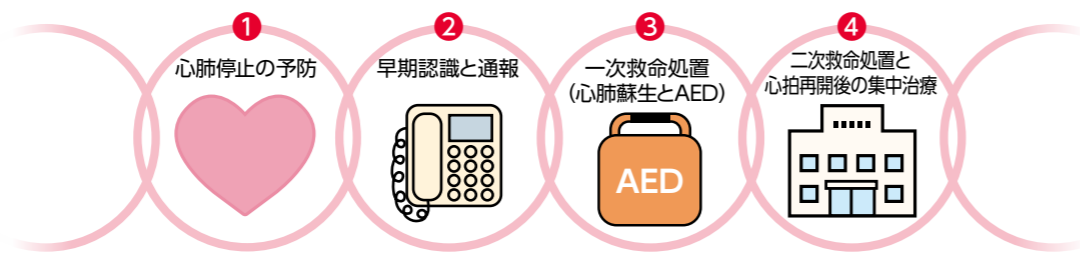 1
心肺停止の予防
2
早期認識と通報
3
一次救命処置
(心肺蘇生とAED)
AED
4
二次救命処置と
心拍再開後の集中治療